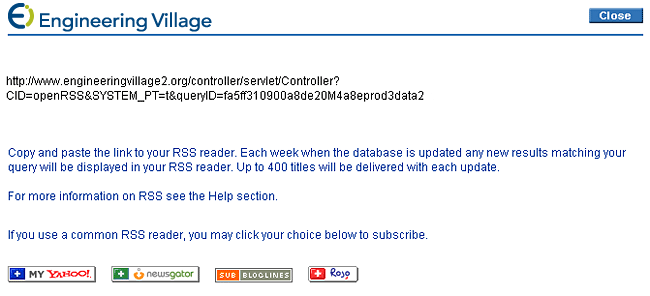 Ei Engineering Village
Close
http://www.engineeringvillage2.org/controller/servlet/Controller?
CID=openRSS&SYSTEM_PT=t&queryID=fa5ff310900a8de20M4a8eprod3data2
Copy and paste the link to your RSS reader. Each week when the database is updated any new results matching your
query will be displayed in your RSS reader. Up to 400 titles will be delivered with each update.
For more information on RSS see the Help section.
If you use a common RSS reader, you may click your choice below to subscribe.
+ MY YAHOO! + newsgator SUB BLOGLINES + Rojo